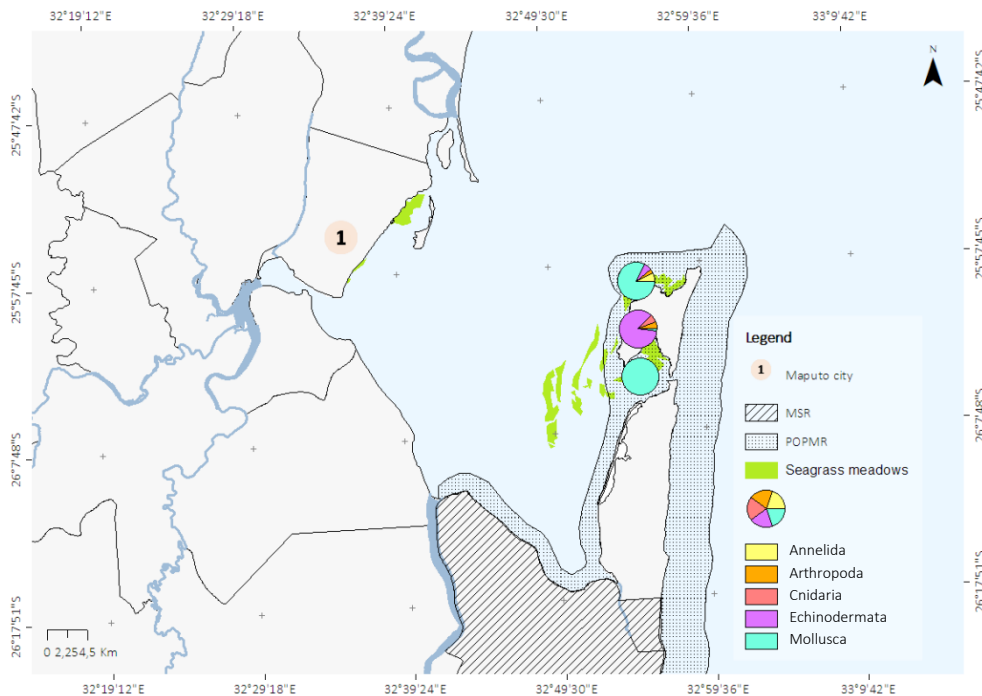 32°19'12"E 32°29'18"E 32°39'24"E 32°49'30"E 32°59'36"E 33°9'42"E
N
25°47'42"S
25°47'42"S
1
25°57'45"S
25°57'45"S
Legend
1 Maputo city
MSR
26°7'48"S
POPMR
26°7'48"S
Seagrass meadows
Annelida
Arthropoda
26°17'51"S
Cnidaria
Echinodermata
26°17'51"S
Mollusca
0 2,254,5 Km
32°19'12"E 32°29'18"E 32°39'24"E 32°49'30"E 32°59'36"E 33°9'42"E